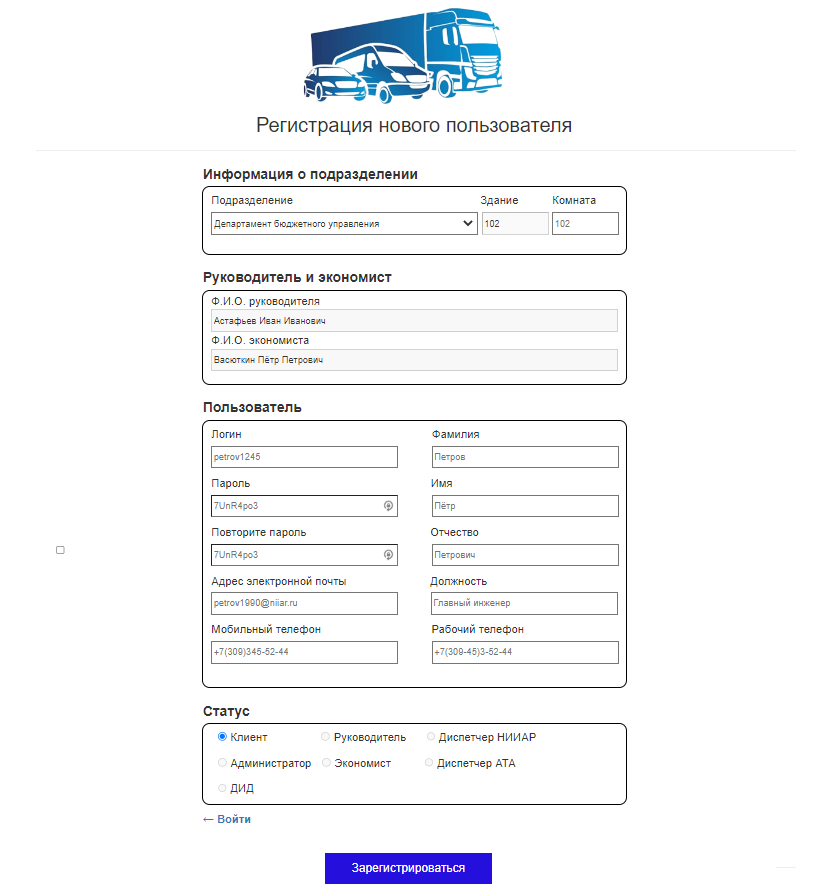 Регистрация нового пользователя
Информация о подразделении
Подразделение Здание Комната
Департамент бюджетного управления 102 102
Руководитель и экономист
Ф.И.О. руководителя
Астафьев Иван Иванович
Ф.И.О. экономиста
Васюткин Пётр Петрович
Пользователь
Логин Фамилия
petrov1245 Петров
Пароль Имя
7UnR4po3 Пётр
Повторите пароль Отчество
7UnR4po3 Петрович
Адрес электронной почты Должность
petrov1990@niiar.ru Главный инженер
Мобильный телефон Рабочий телефон
+7(309)345-52-44 +7(309-45)3-52-44
Статус
Клиент Руководитель Диспетчер НИИАР
Администратор Экономист Диспетчер АТА
ДИД
← Войти
Зарегистрироваться